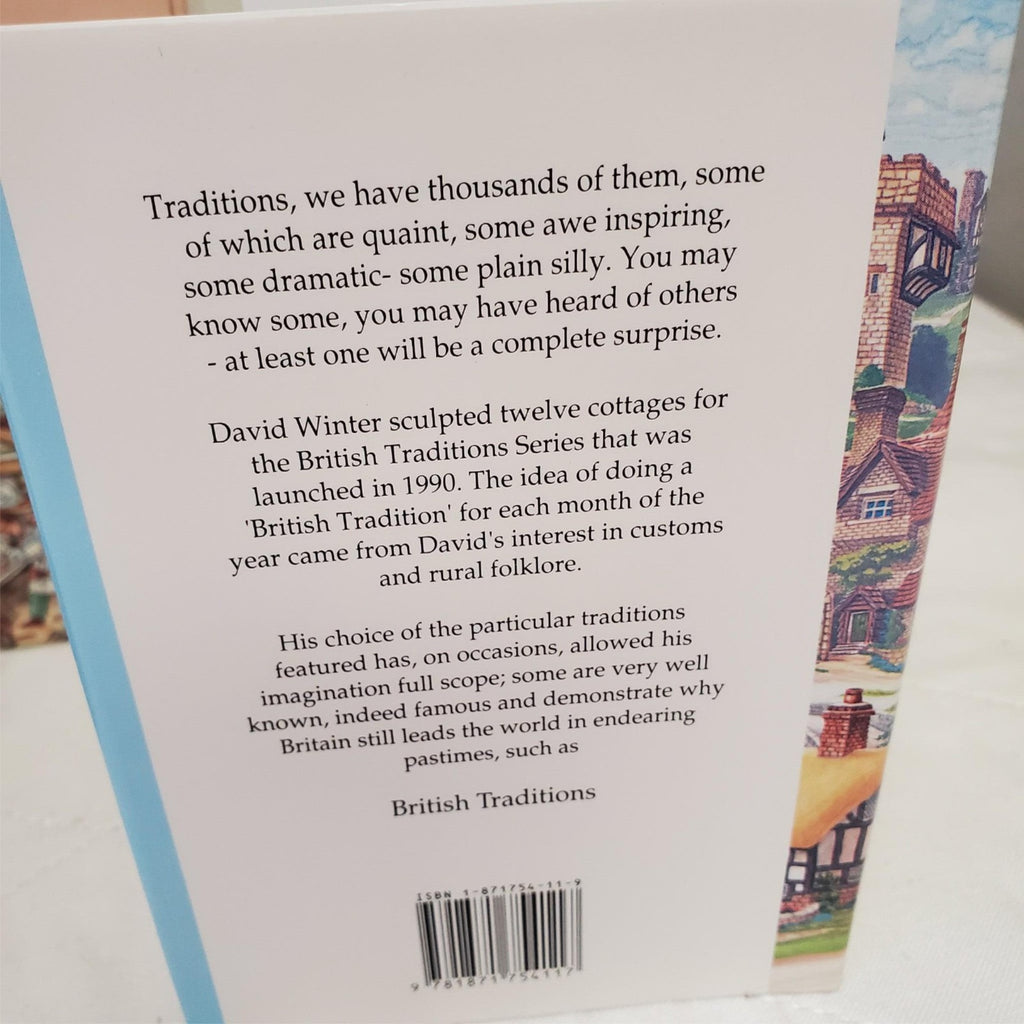 Traditions, we have thousands of them, some
of which are quaint, some awe inspiring,
some dramatic- some plain silly. You may
know some, you may have heard of others
- at least one will be a complete surprise.
David Winter sculpted twelve cottages for
the British Traditions Series that was
launched in 1990. The idea of doing a
'British Tradition' for each month of the
year came from David's interest in customs
and rural folklore.
His choice of the particular traditions
featured has, on occasions, allowed his
imagination full scope; some are very well
known, indeed famous and demonstrate why
Britain still leads the world in endearing
pastimes, such as
British Traditions
ISBN 1-871754-11-9
9 781871 754117